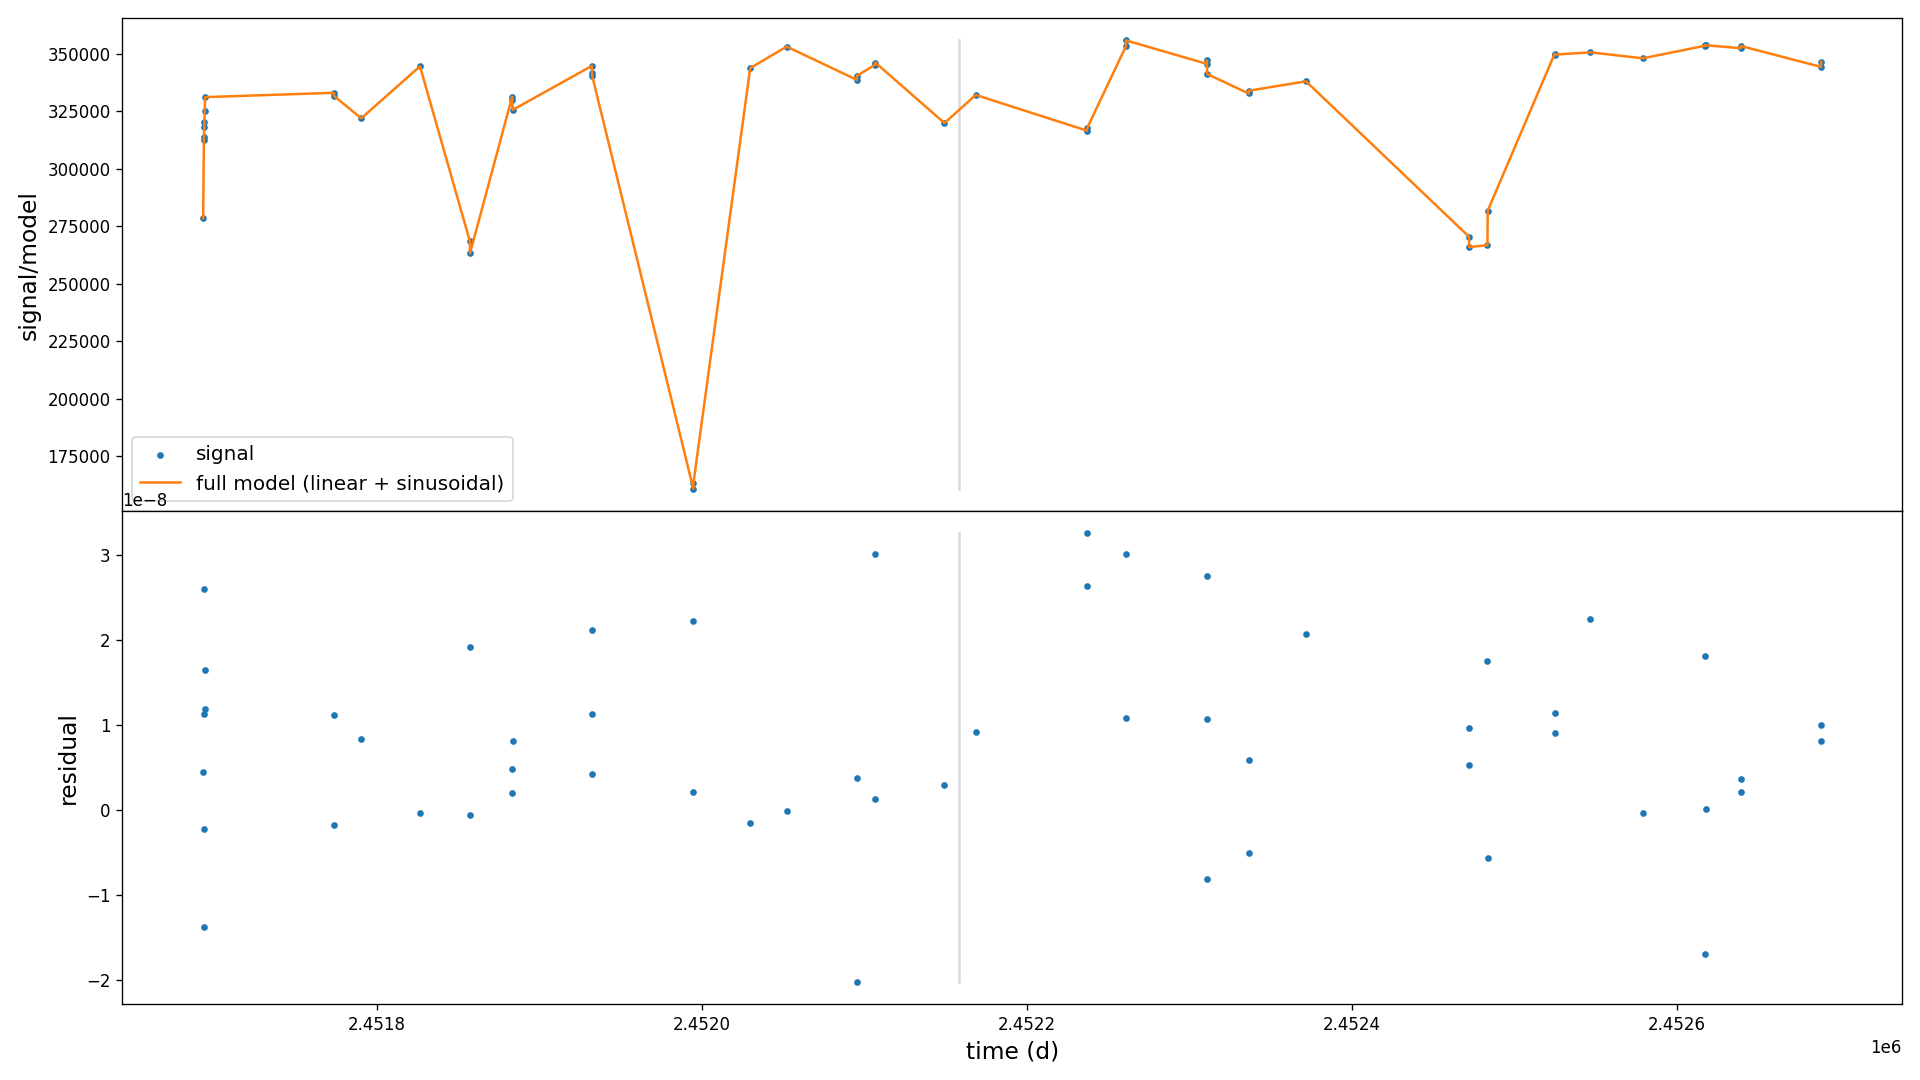 350000
325000
300000
275000
250000
225000
200000
175000
signal/model
signal
full model (linear + sinusoidal)
1e−8
3
2
1
0
−1
−2
residual
2.4518
2.4520
2.4522
2.4524
2.4526
time (d)
1e6